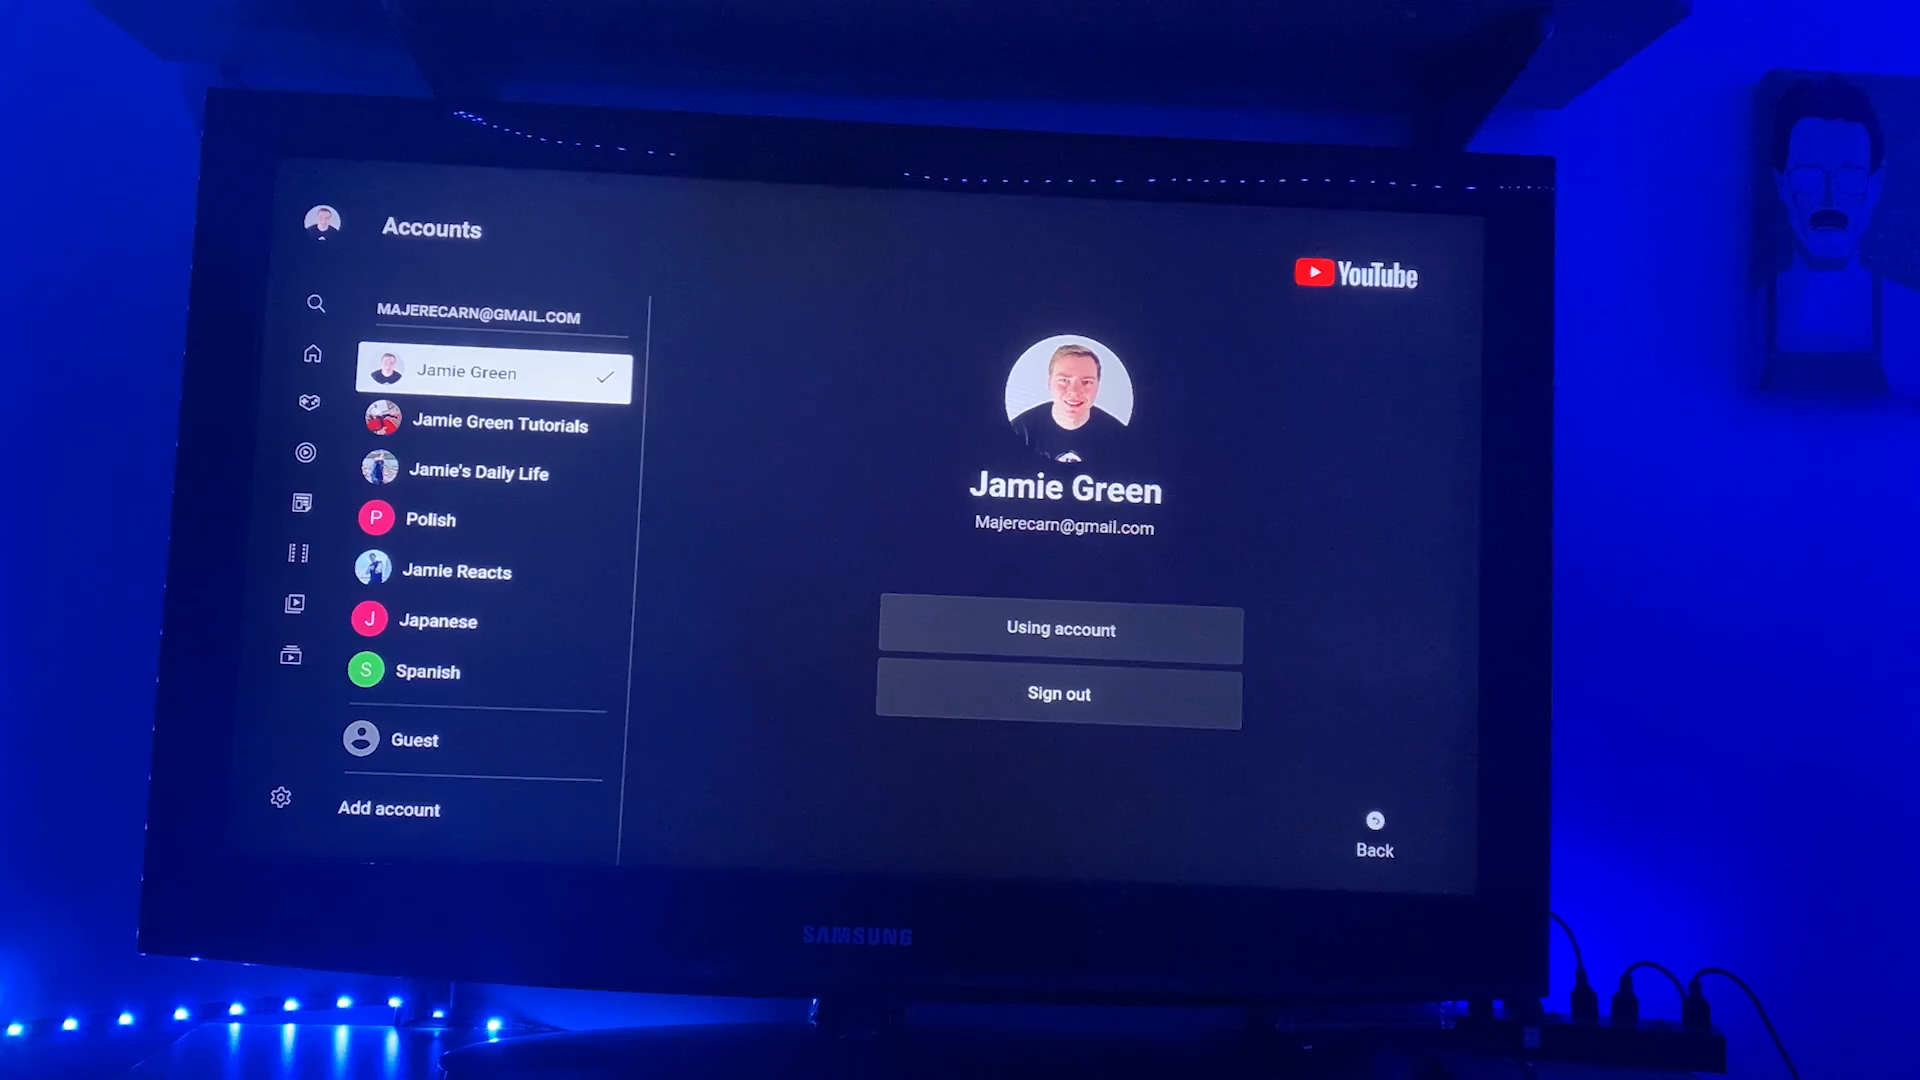 Accounts
YouTube
MAJERECARN@GMAIL.COM
Jamie Green
Jamie Green Tutorials
Jamie's Daily Life
P Polish
Jamie Reacts
J Japanese
S Spanish
Guest
Add account
Jamie Green
Majerecarn@gmail.com
Using account
Sign out
Back
SAMSUNG